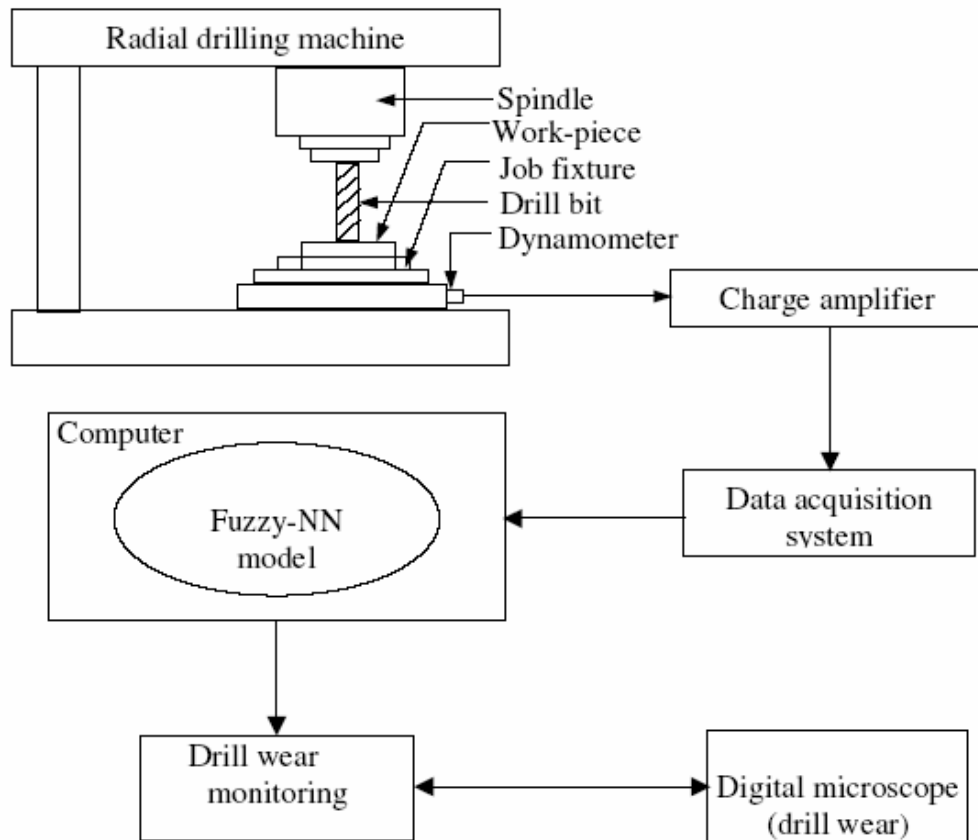 Radial drilling machine
Spindle
Work-piece
Job fixture
Drill bit
Dynamometer
Charge amplifier
Computer
Fuzzy-NN
model
Data acquisition
system
Drill wear
monitoring
Digital microscope
(drill wear)